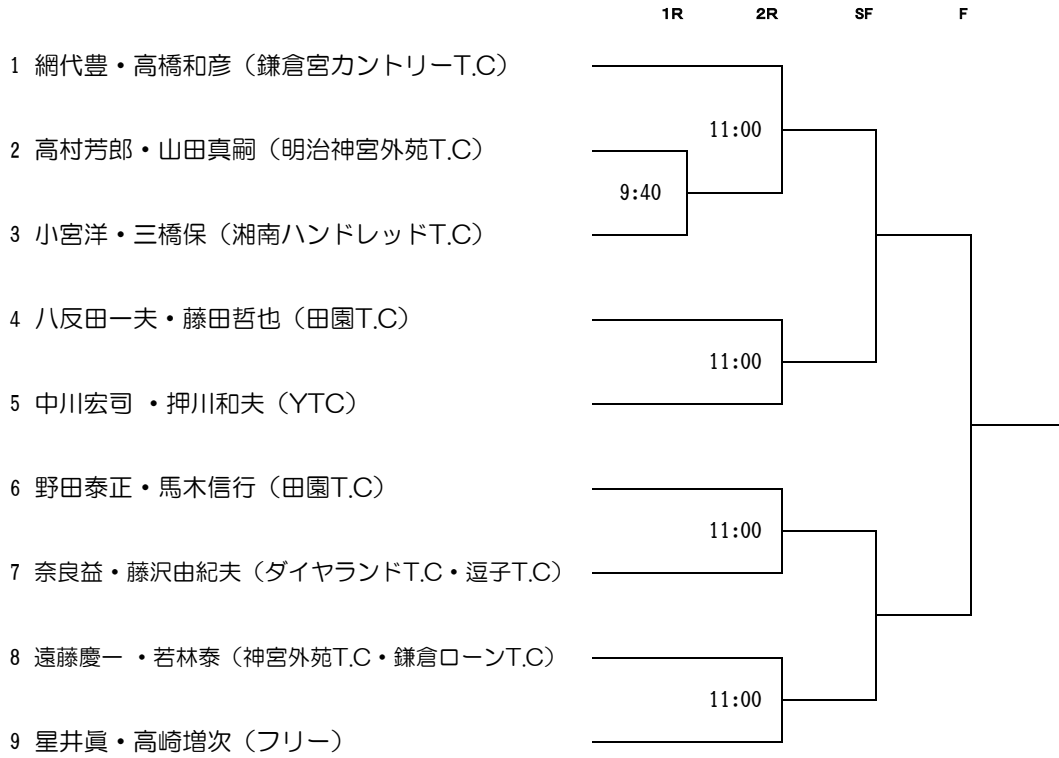 1R 2R SF F
1 網代豊・高橋和彦（鎌倉宮カントリーT.C）
11:00
2 高村芳郎・山田真嗣（明治神宮外苑T.C）
9:40
3 小宮洋・三橋保（湘南ハンドレッドT.C）
4 八反田一夫・藤田哲也（田園T.C）
11:00
5 中川宏司 ・押川和夫（YTC）
6 野田泰正・馬木信行（田園T.C）
11:00
7 奈良益・藤沢由紀夫（ダイヤランドT.C・逗子T.C）
8 遠藤慶一 ・若林泰（神宮外苑T.C・鎌倉ローンT.C）
11:00
9 星井眞・高崎増次（フリー）